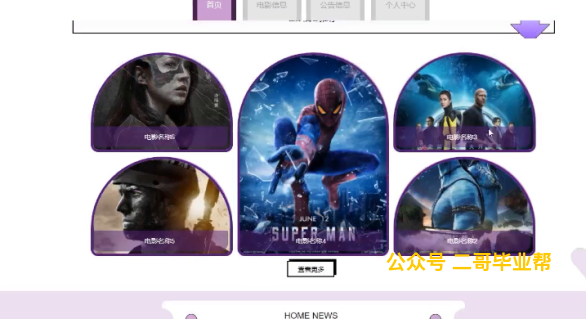 首页
电影信息
公告信息
个人中心
电影名称6
电影名称3
JUNE 12
SUPER MAN
电影名称4
电影名称5
电影名称2
查看更多
公众号 二哥毕业帮
HOME NEWS